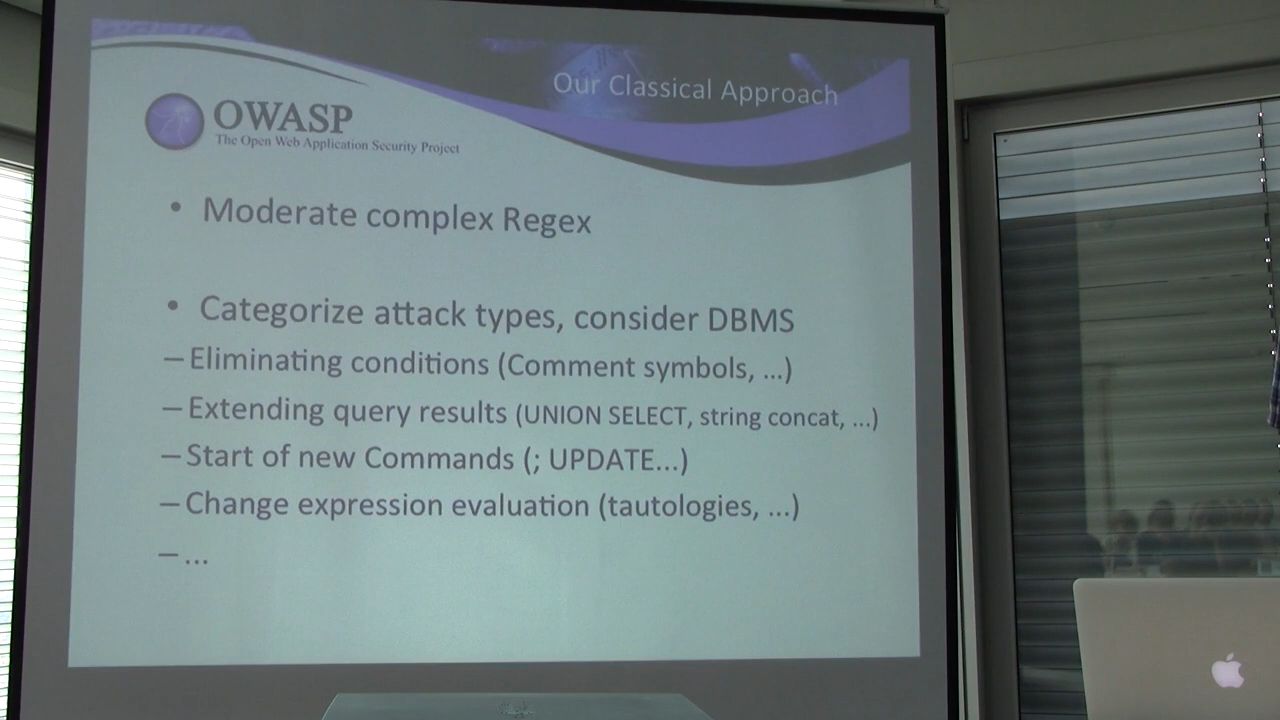 Our Classical Approach
OWASP
The Open Web Application Security Project
• Moderate complex Regex
• Categorize attack types, consider DBMS
– Eliminating conditions (Comment symbols, ...)
– Extending query results (UNION SELECT, string concat, ...)
– Start of new Commands (; UPDATE...)
– Change expression evaluation (tautologies, ...)
– ...